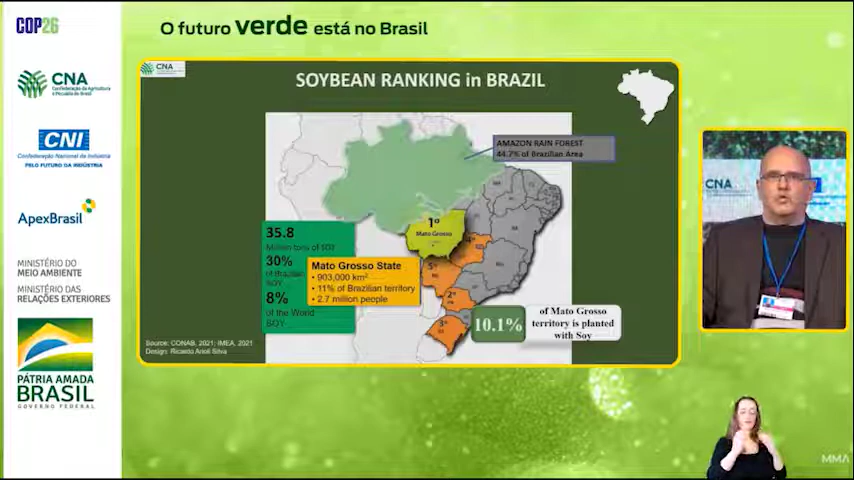 COP26
O futuro verde está no Brasil
CNA
Confederação da Agricultura
e Pecuária do Brasil
CNI
Confederação Nacional da Indústria
PELO FUTURO DA INDÚSTRIA
ApexBrasil
MINISTÉRIO DO
MEIO AMBIENTE
MINISTÉRIO DAS
RELAÇÕES EXTERIORES
PÁTRIA AMADA
BRASIL
GOVERNO FEDERAL
CNA
SOYBEAN RANKING in BRAZIL
AMAZON RAIN FOREST
44.7% of Brazilian Area
1º
Mato Grosso
4º
5º
2º
3º
35.8
Million tons of SOY
30%
of Brazilian
SOY
8%
of the World
SOY
Mato Grosso State
• 903,000 km²
• 11% of Brazilian territory
• 2.7 million people
10.1%
of Mato Grosso
territory is planted
with Soy
Source: CONAB, 2021; IMEA, 2021
Design: Ricardo Arioli Silva
CNA
MMA